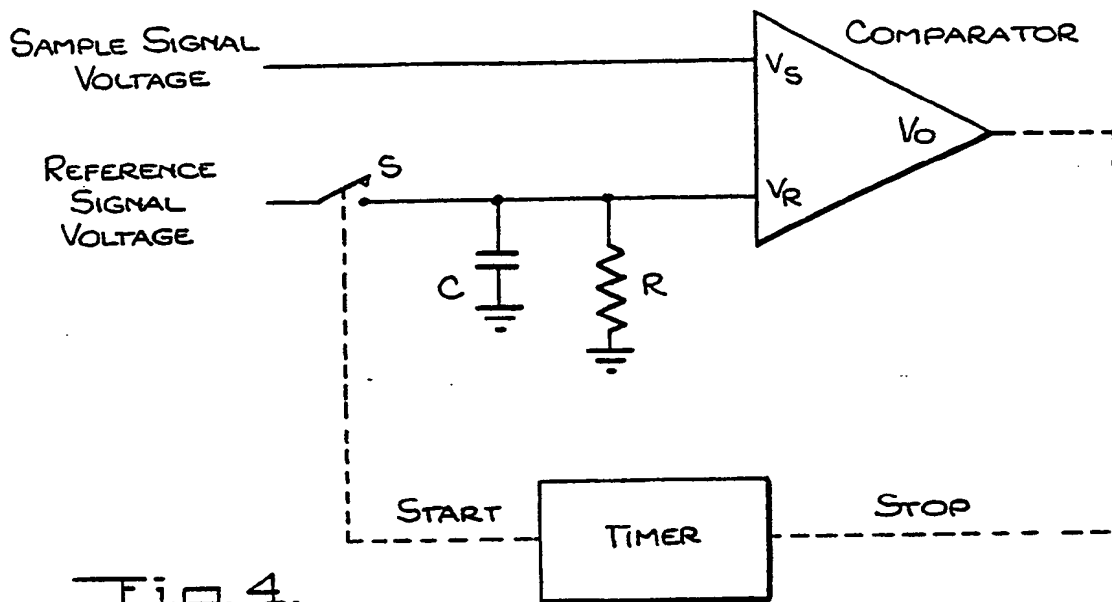 SAMPLE SIGNAL
VOLTAGE
COMPARATOR
VS
VO
REFERENCE
SIGNAL
VOLTAGE
S
VR
C
R
START
TIMER
STOP
Fig. 4.